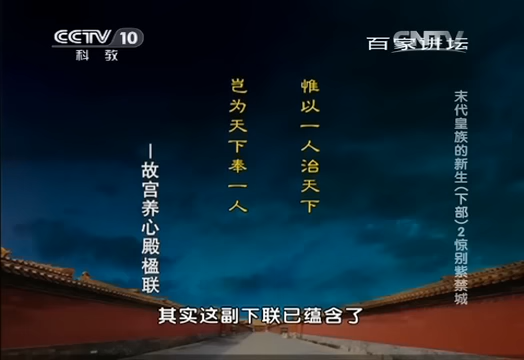 CCTV 10
科教
百家讲坛
CNTV
末代皇族的新生(下部)2惊别紫禁城
惟以一人治天下
岂为天下奉一人
—故宫养心殿楹联
其实这副下联已蕴含了